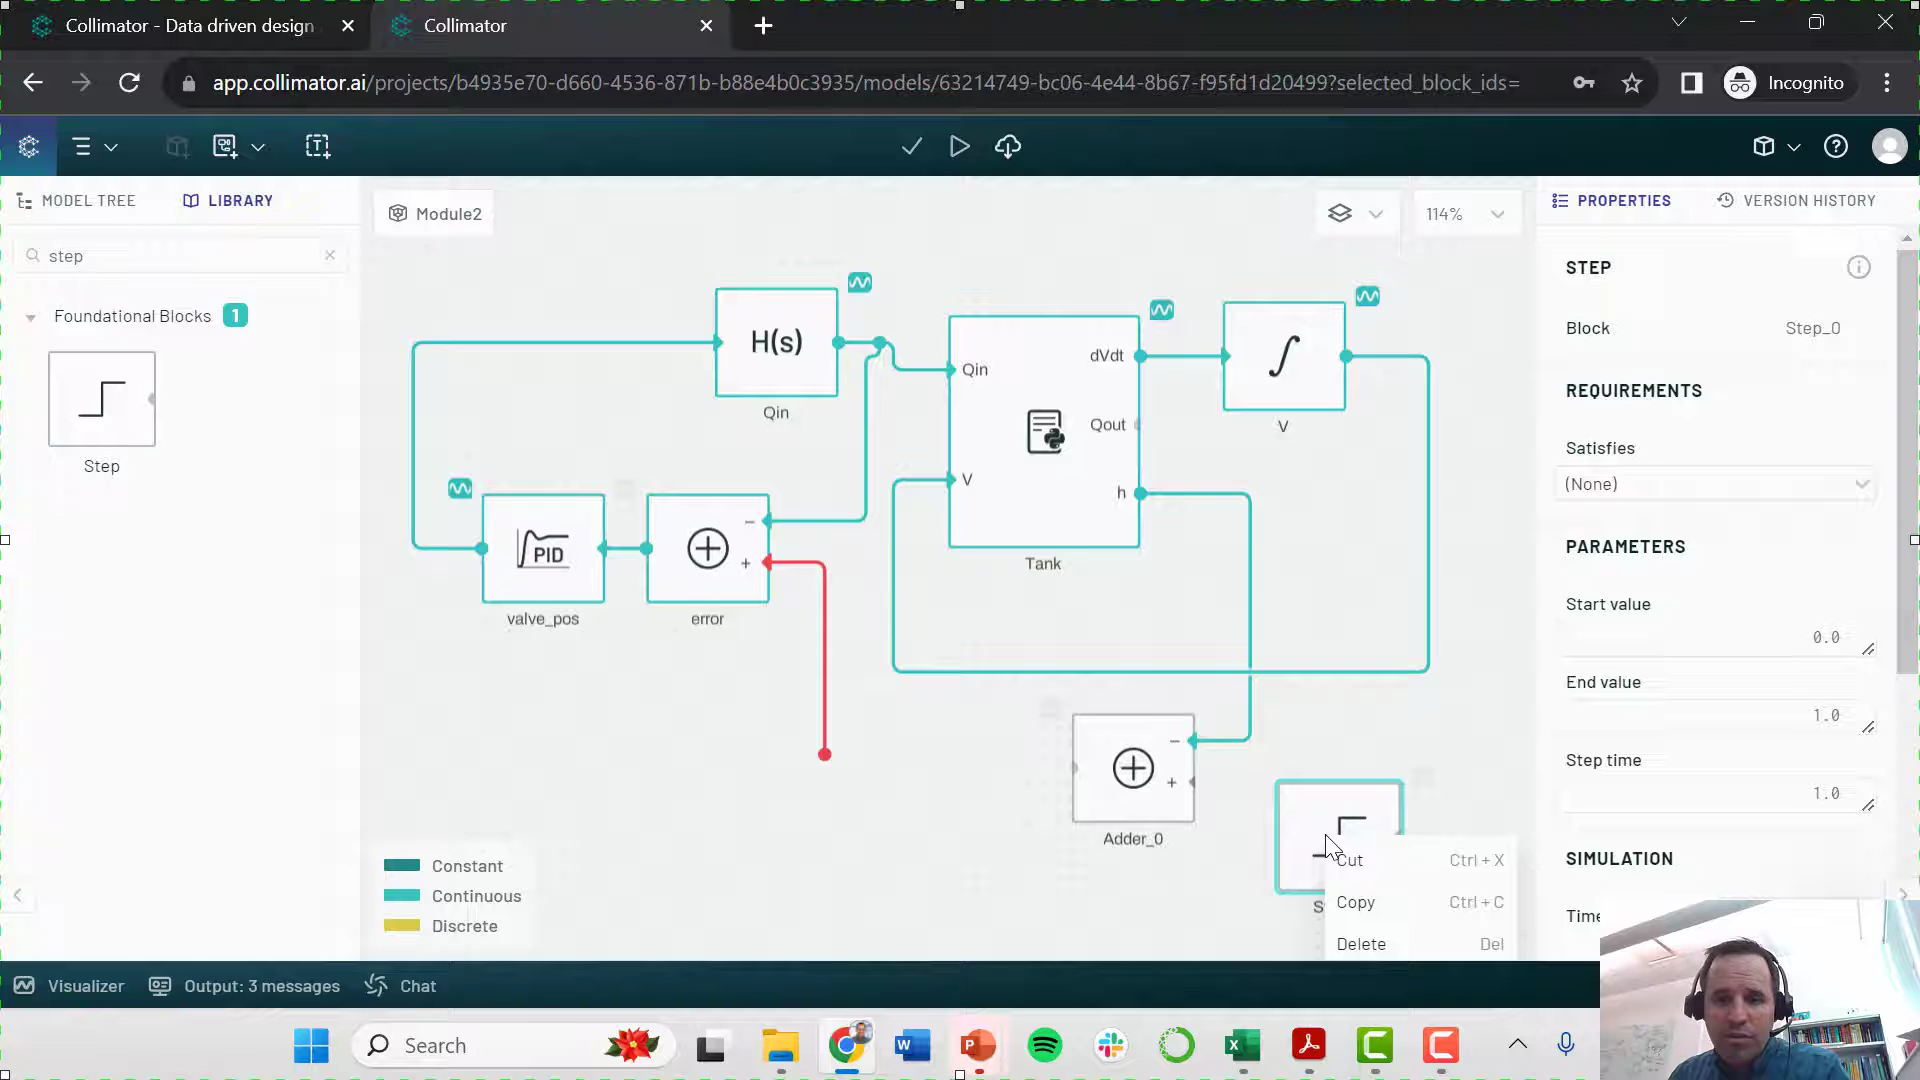 Collimator - Data driven design
Collimator
app.collimator.ai/projects/b4935e70-d660-4536-871b-b88e4b0c3935/models/63214749-bc06-4e44-8b67-f95fd1d20499?selected_block_ids=
Incognito
MODEL TREE
LIBRARY
Module2
114%
PROPERTIES
VERSION HISTORY
step
Foundational Blocks 1
Step
H(s)
Qin
Qin
V
dVdt
Qout
h
Tank
V
PID
valve_pos
error
Adder_0
Cut Ctrl + X
Copy Ctrl + C
Delete Del
Constant
Continuous
Discrete
STEP
Block Step_0
REQUIREMENTS
Satisfies
(None)
PARAMETERS
Start value
0.0
End value
1.0
Step time
1.0
SIMULATION
Visualizer
Output: 3 messages
Chat
Search